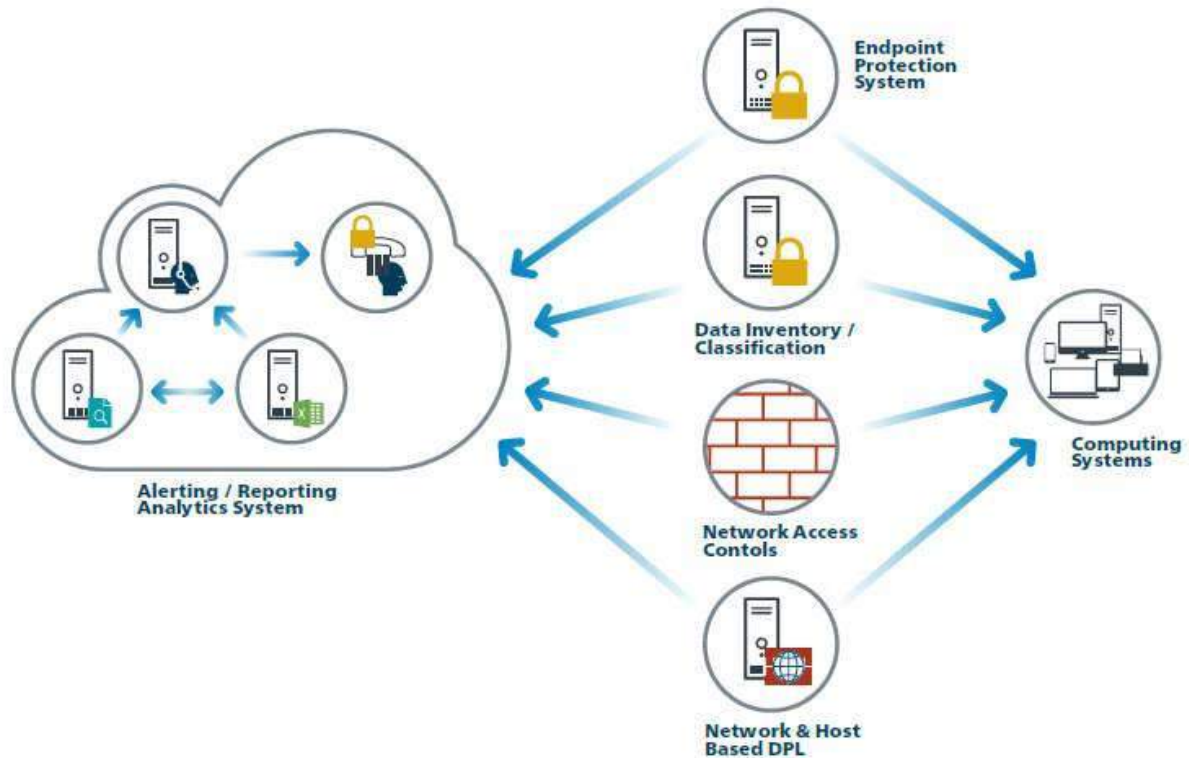 Endpoint
Protection
System
Data Inventory /
Classification
Computing
Systems
Alerting / Reporting
Analytics System
Network Access
Contols
Network & Host
Based DPL